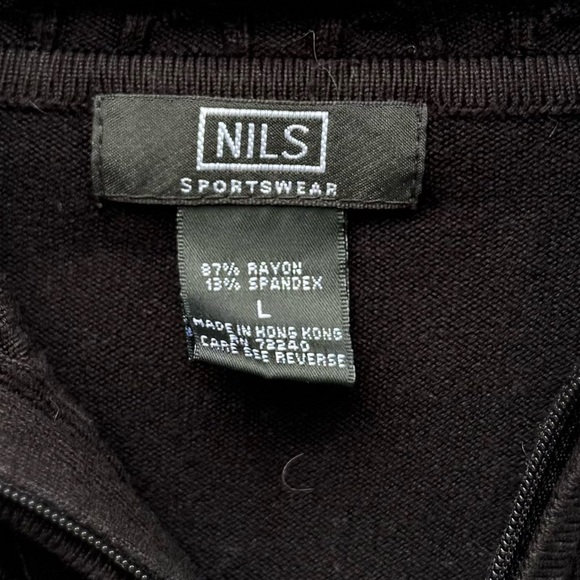 NILS
SPORTSWEAR
87% RAYON
13% SPANDEX
L
MADE IN HONG KONG
RN 72240
CARE SEE REVERSE